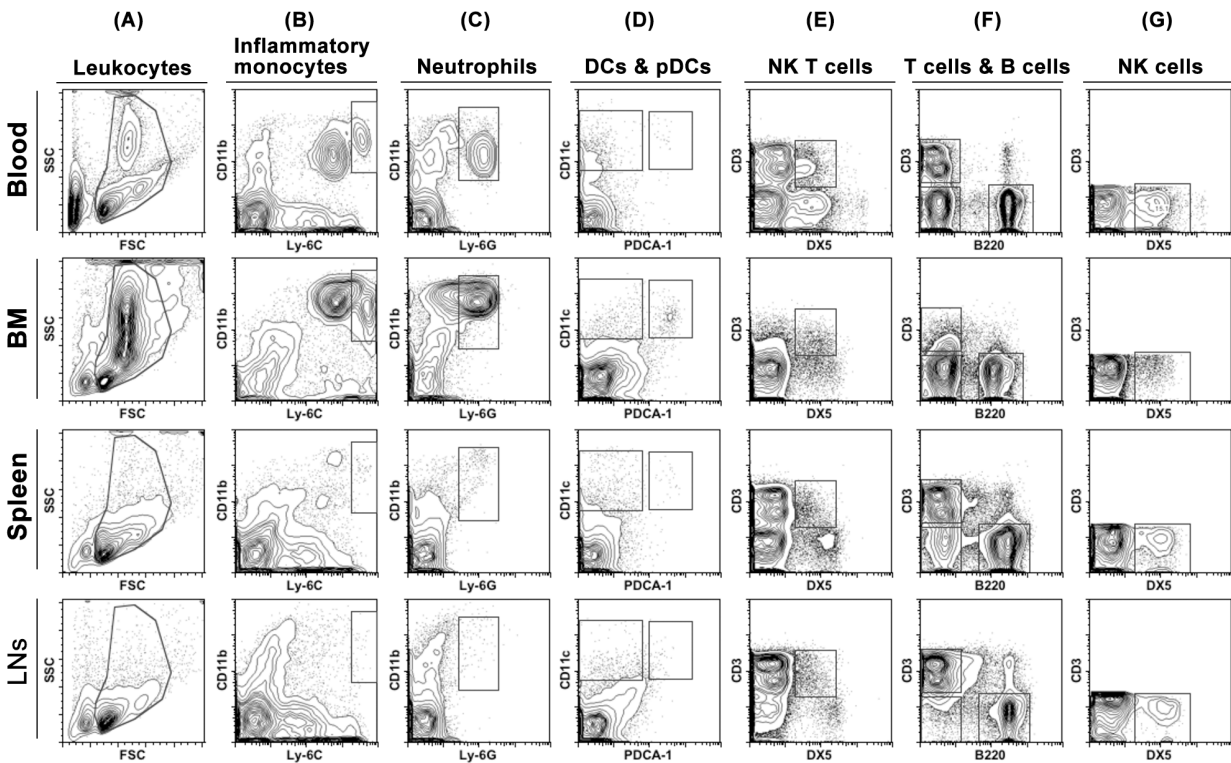 (A) (B) (C) (D) (E) (F) (G)
Leukocytes Inflammatory monocytes Neutrophils DCs & pDCs NK T cells T cells & B cells NK cells
Blood
SSC CD11b CD11b CD11c CD3 CD3 CD3
FSC Ly-6C Ly-6G PDCA-1 DX5 B220 DX5
BM
SSC CD11b CD11b CD11c CD3 CD3 CD3
FSC Ly-6C Ly-6G PDCA-1 DX5 B220 DX5
Spleen
SSC CD11b CD11b CD11c CD3 CD3 CD3
FSC Ly-6C Ly-6G PDCA-1 DX5 B220 DX5
LNs
SSC CD11b CD11b CD11c CD3 CD3 CD3
FSC Ly-6C Ly-6G PDCA-1 DX5 B220 DX5